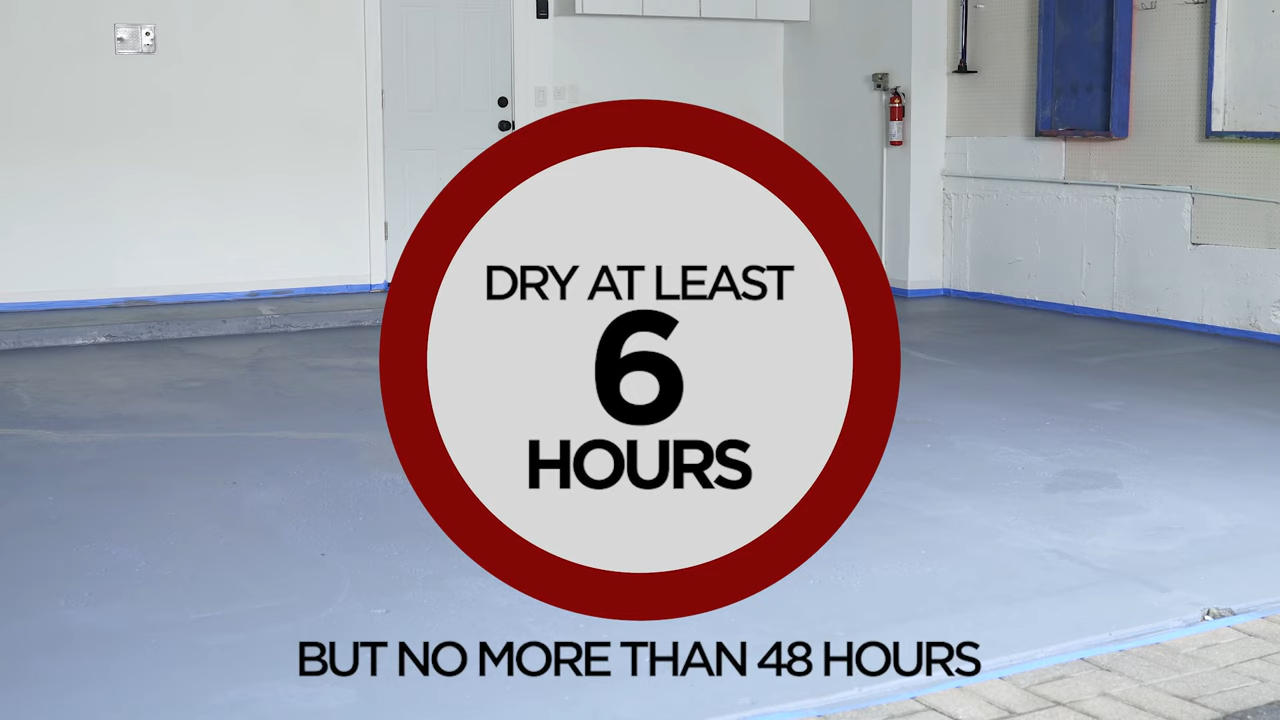 DRY AT LEAST
6
HOURS
BUT NO MORE THAN 48 HOURS